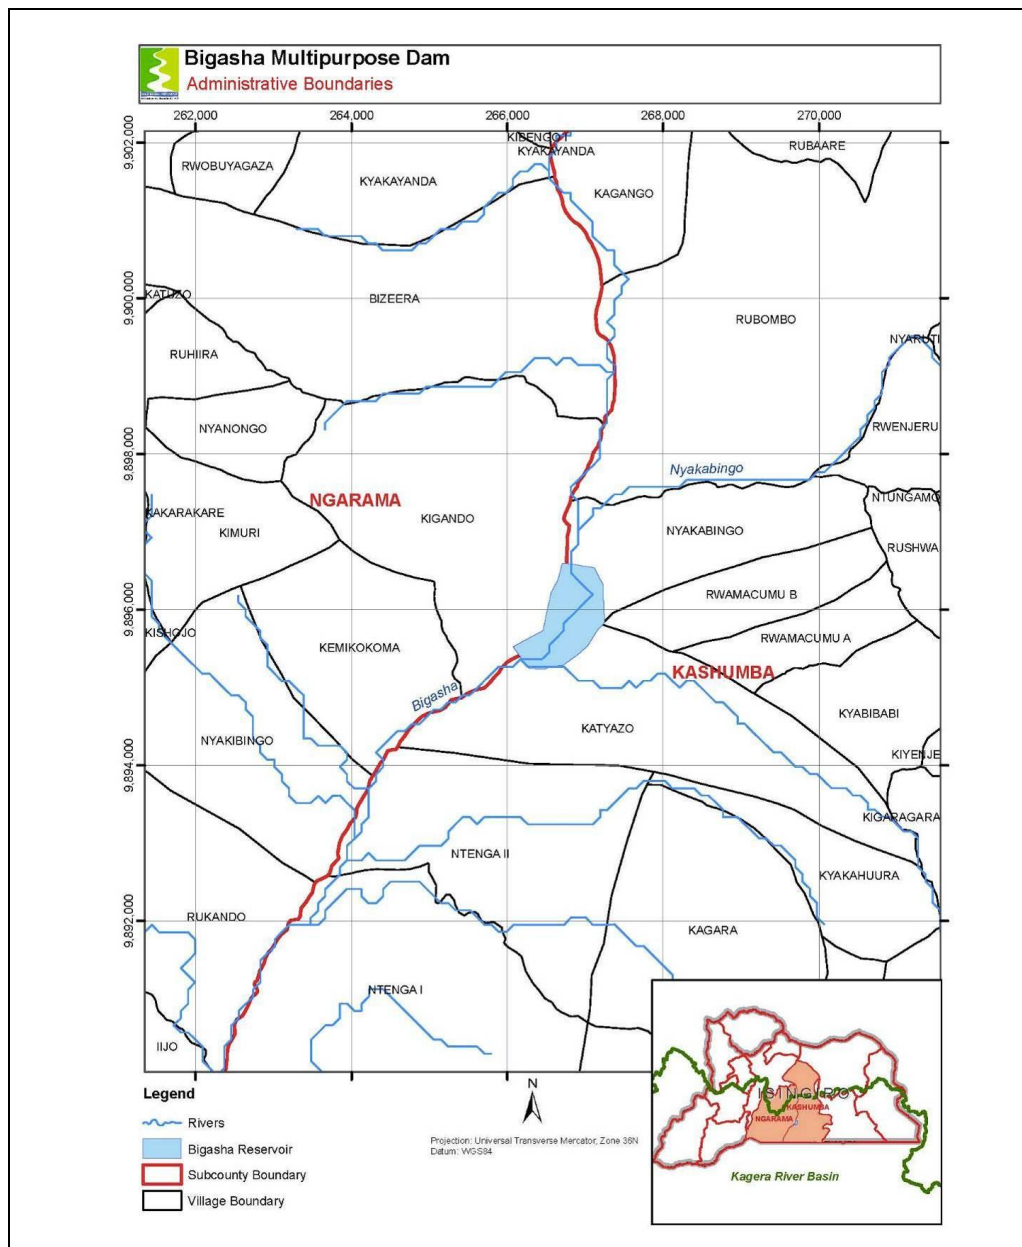 Bigasha Multipurpose Dam
Administrative Boundaries
262,000 264,000 266,000 268,000 270,000
9,902,000
9,900,000
9,898,000
9,896,000
9,894,000
9,892,000
KIBENGO I
KYAKAYANDA
RUBAARE
RWOBUYAGAZA
KYAKAYANDA
KAGANGO
KATUZO
BIZEERA
RUBOMBO
NYARUTI
RUHIIRA
NYANONGO
RWENJERU
Nyakabingo
NGARAMA
NTUNGAMO
KAKARAKARE
KIGANDO
KIMURI
NYAKABINGO
RUSHWA
RWAMACUMU B
KISHOJO
RWAMACUMU A
KEMIKOKOMA
KASHUMBA
Bigasha
KYABIBABI
KATYAZO
NYAKIBINGO
KIYENJE
KIGARAGARA
NTENGA II
KYAKAHUURA
RUKANDO
KAGARA
NTENGA I
IIJO
ISINGIRO
KASHUMBA
NGARAMA
Kagera River Basin
Legend
Rivers
Bigasha Reservoir
Subcounty Boundary
Village Boundary
N
Projection: Universal Transverse Mercator, Zone 36N
Datum: WGS84